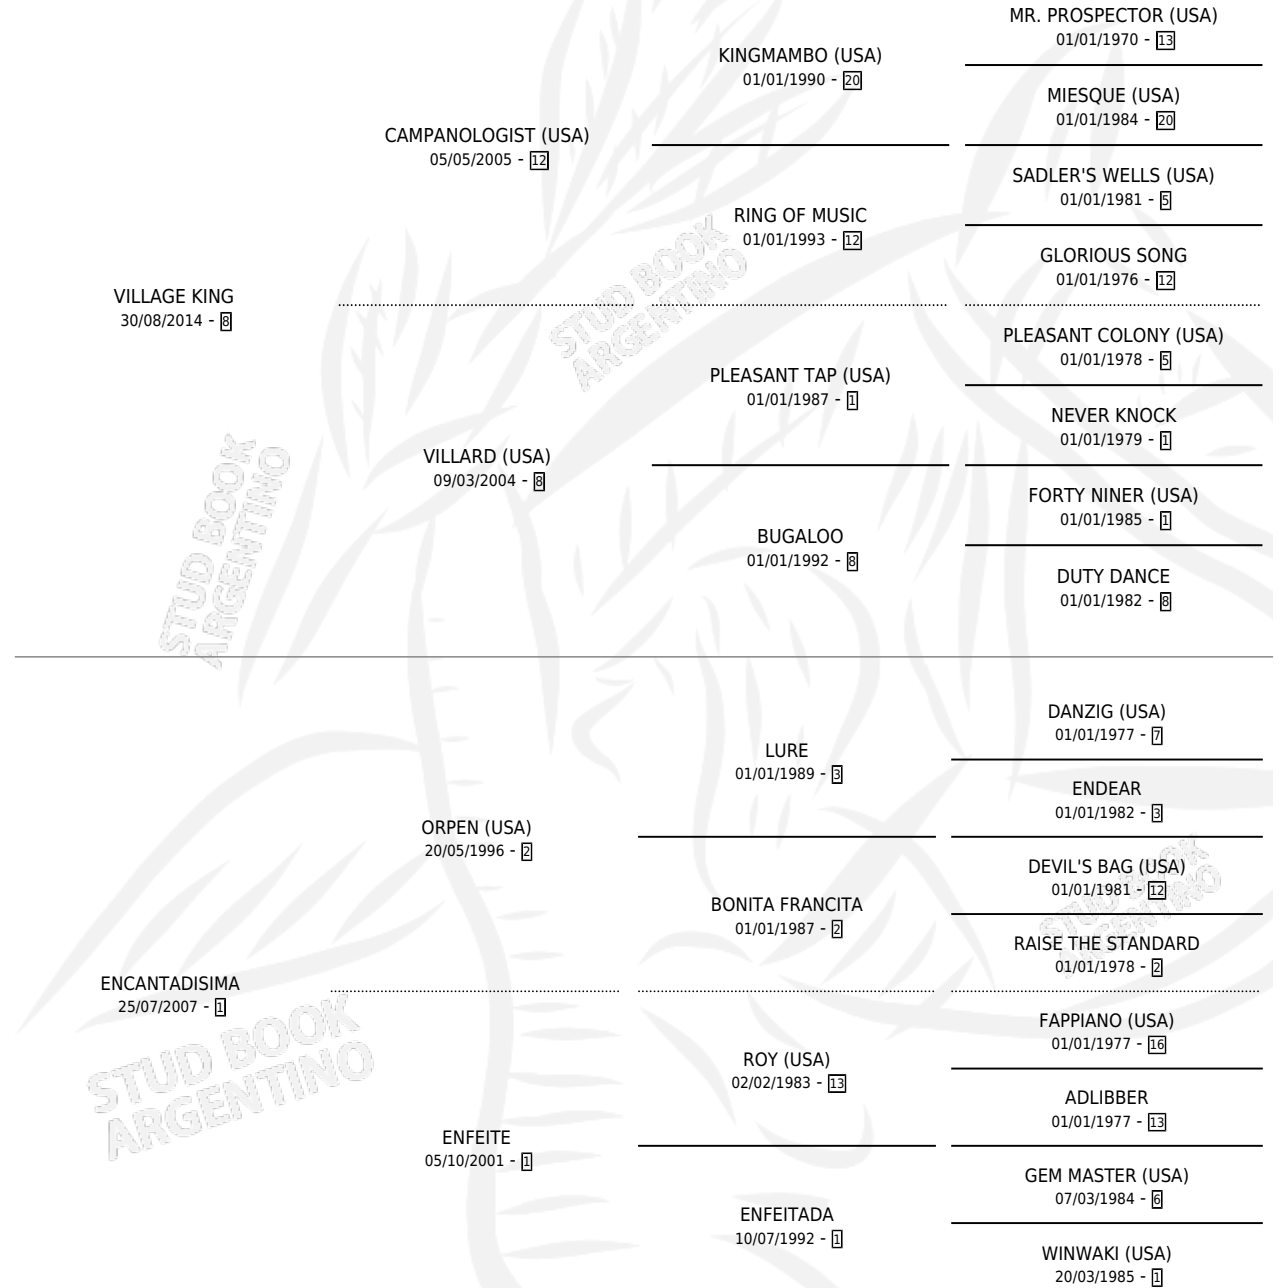 MR. PROSPECTOR (USA)
01/01/1970 - 13
KINGMAMBO (USA)
01/01/1990 - 20
MIESQUE (USA)
01/01/1984 - 20
CAMPANOLOGIST (USA)
05/05/2005 - 12
SADLER'S WELLS (USA)
01/01/1981 - 5
RING OF MUSIC
01/01/1993 - 12
GLORIOUS SONG
01/01/1976 - 12
VILLAGE KING
30/08/2014 - 8
PLEASANT COLONY (USA)
01/01/1978 - 5
PLEASANT TAP (USA)
01/01/1987 - 1
NEVER KNOCK
01/01/1979 - 1
VILLARD (USA)
09/03/2004 - 8
FORTY NINER (USA)
01/01/1985 - 1
BUGALOO
01/01/1992 - 8
DUTY DANCE
01/01/1982 - 8
DANZIG (USA)
01/01/1977 - 7
LURE
01/01/1989 - 3
ENDEAR
01/01/1982 - 3
ORPEN (USA)
20/05/1996 - 2
DEVIL'S BAG (USA)
01/01/1981 - 12
BONITA FRANCITA
01/01/1987 - 2
RAISE THE STANDARD
01/01/1978 - 2
ENCANTADISIMA
25/07/2007 - 1
FAPPIANO (USA)
01/01/1977 - 16
ROY (USA)
02/02/1983 - 13
ADLIBBER
01/01/1977 - 13
ENFEITE
05/10/2001 - 1
GEM MASTER (USA)
07/03/1984 - 6
ENFEITADA
10/07/1992 - 1
WINWAKI (USA)
20/03/1985 - 1
STUD BOOK
ARGENTINO
STUD BOOK
ARGENTINO
STUD BOOK
ARGENTINO
STUD BOOK
ARGENTINO